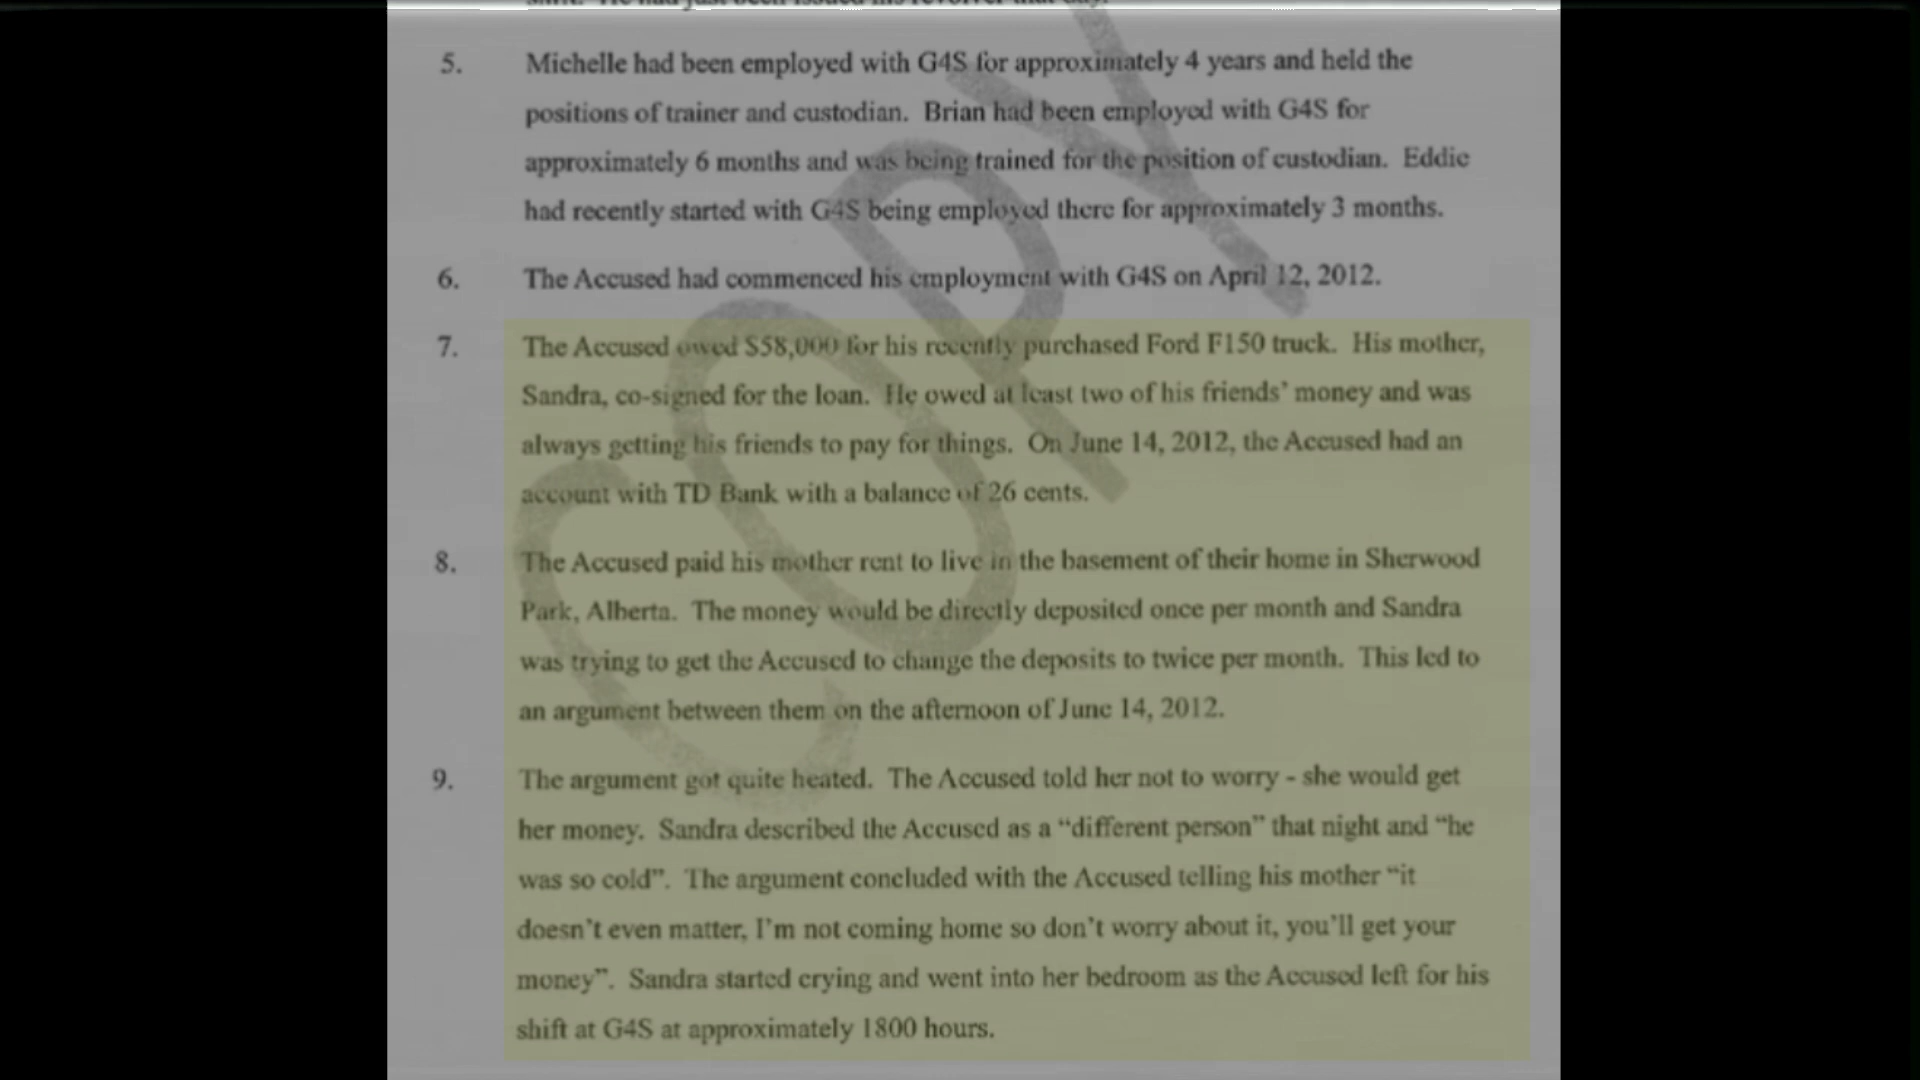 shift. He had just been issued his revolver that day.
5. Michelle had been employed with G4S for approximately 4 years and held the
positions of trainer and custodian. Brian had been employed with G4S for
approximately 6 months and was being trained for the position of custodian. Eddie
had recently started with G4S being employed there for approximately 3 months.
6. The Accused had commenced his employment with G4S on April 12, 2012.
7. The Accused owed $58,000 for his recently purchased Ford F150 truck. His mother,
Sandra, co-signed for the loan. He owed at least two of his friends' money and was
always getting his friends to pay for things. On June 14, 2012, the Accused had an
account with TD Bank with a balance of 26 cents.
8. The Accused paid his mother rent to live in the basement of their home in Sherwood
Park, Alberta. The money would be directly deposited once per month and Sandra
was trying to get the Accused to change the deposits to twice per month. This led to
an argument between them on the afternoon of June 14, 2012.
9. The argument got quite heated. The Accused told her not to worry - she would get
her money. Sandra described the Accused as a “different person” that night and “he
was so cold”. The argument concluded with the Accused telling his mother “it
doesn't even matter, I'm not coming home so don't worry about it, you'll get your
money”. Sandra started crying and went into her bedroom as the Accused left for his
shift at G4S at approximately 1800 hours.
COPY